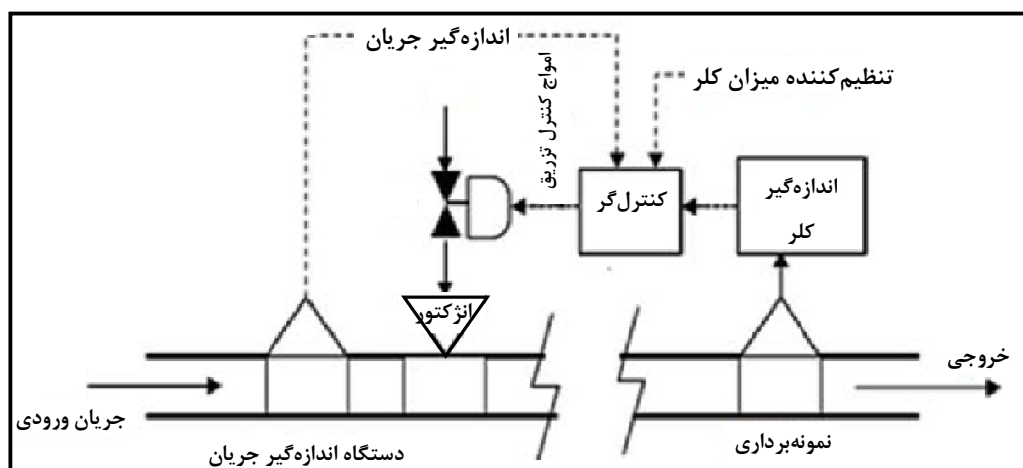 اندازه‌گیر جریان
تنظیم‌کننده میزان کلر
امواج کنترل تزریق
اندازه‌گیر
کلر
کنترل‌گر
انژکتور
خروجی
جریان ورودی
نمونه‌برداری
دستگاه اندازه‌گیر جریان